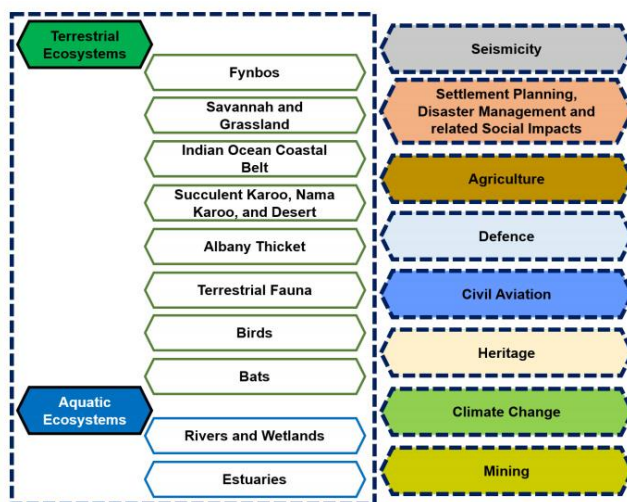 Terrestrial
Ecosystems
Fynbos
Savannah and
Grassland
Indian Ocean Coastal
Belt
Succulent Karoo, Nama
Karoo, and Desert
Albany Thicket
Terrestrial Fauna
Birds
Bats
Aquatic
Ecosystems
Rivers and Wetlands
Estuaries
Seismicity
Settlement Planning,
Disaster Management and
related Social Impacts
Agriculture
Defence
Civil Aviation
Heritage
Climate Change
Mining